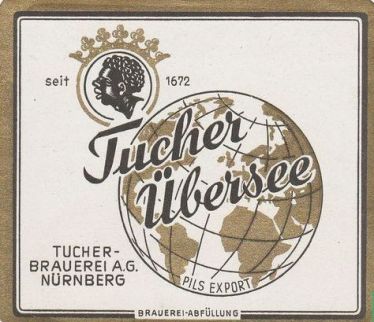 seit 1672
Tucher
Übersee
PILS EXPORT
TUCHER-
BRAUEREI A.G.
NÜRNBERG
BRAUEREI-ABFÜLLUNG